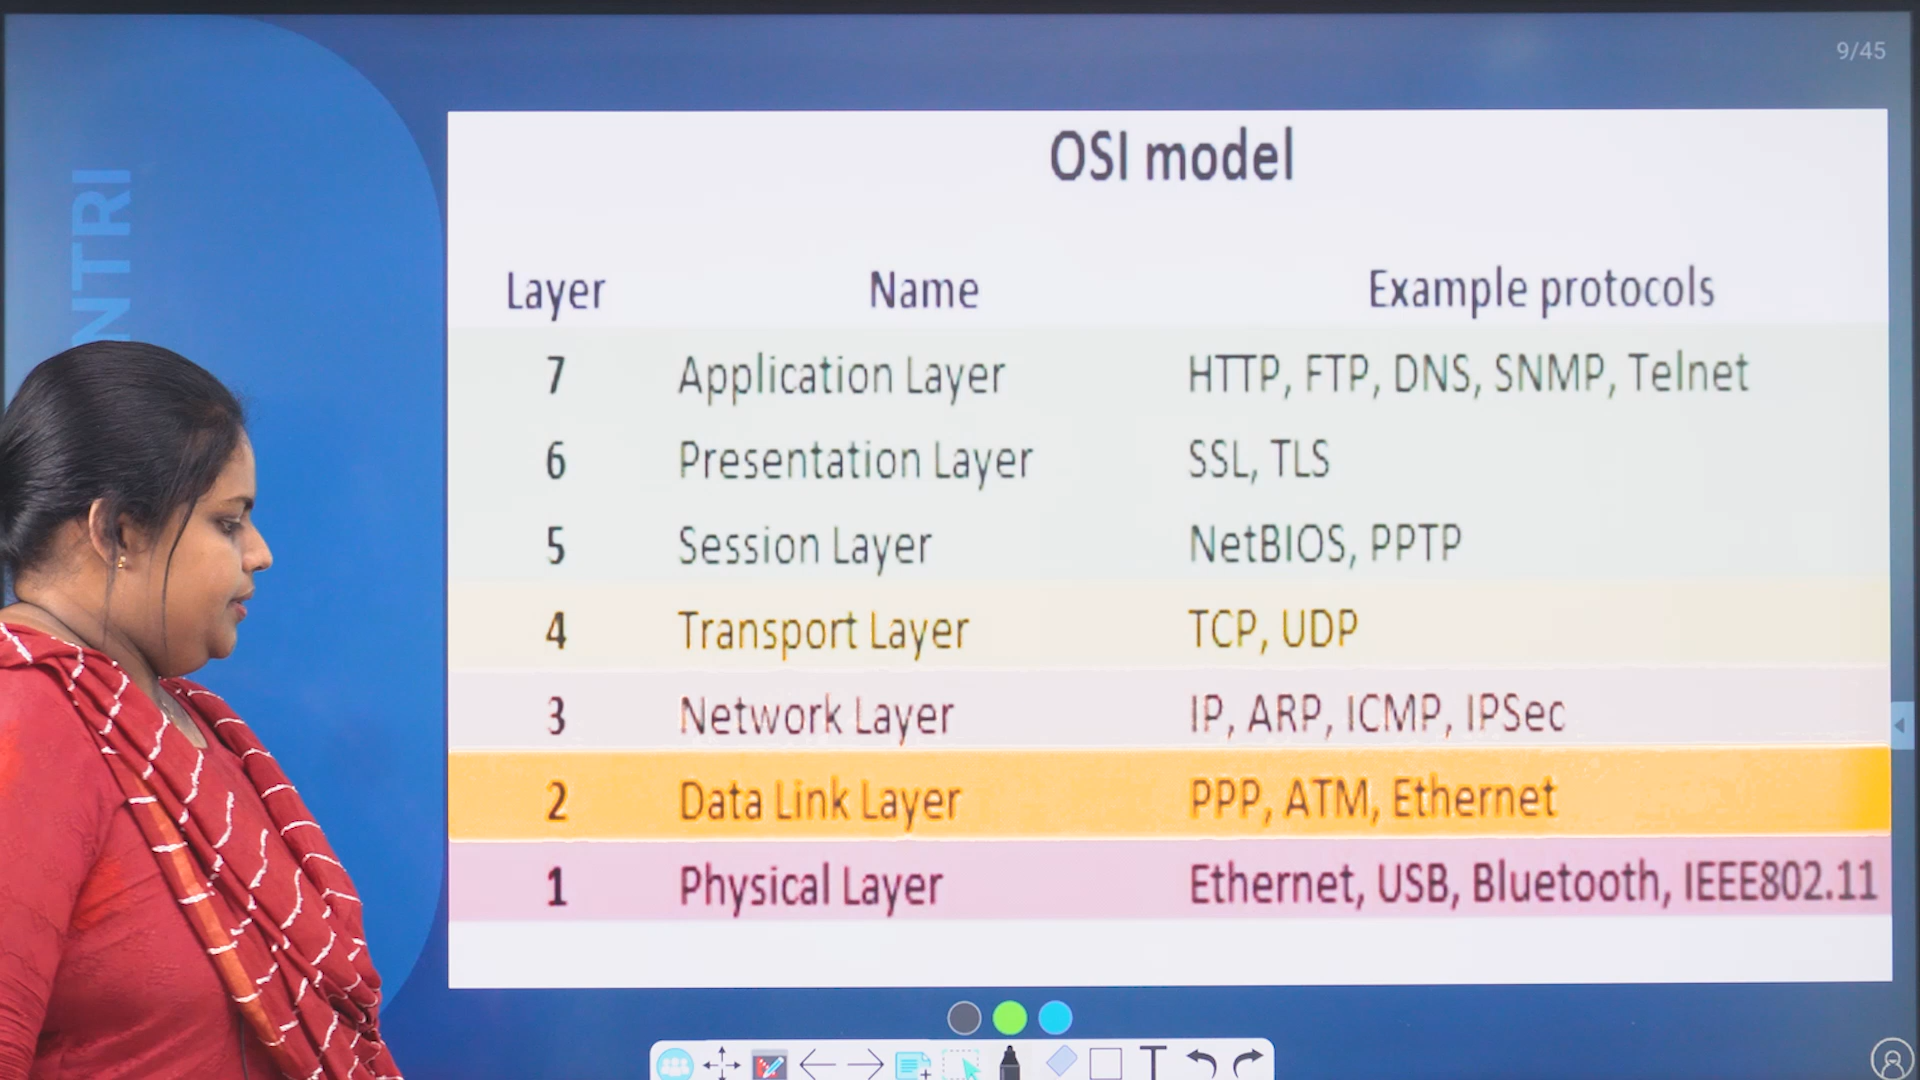 9/45
NTRI
OSI model
Layer Name Example protocols
7 Application Layer HTTP, FTP, DNS, SNMP, Telnet
6 Presentation Layer SSL, TLS
5 Session Layer NetBIOS, PPTP
4 Transport Layer TCP, UDP
3 Network Layer IP, ARP, ICMP, IPSec
2 Data Link Layer PPP, ATM, Ethernet
1 Physical Layer Ethernet, USB, Bluetooth, IEEE802.11
T